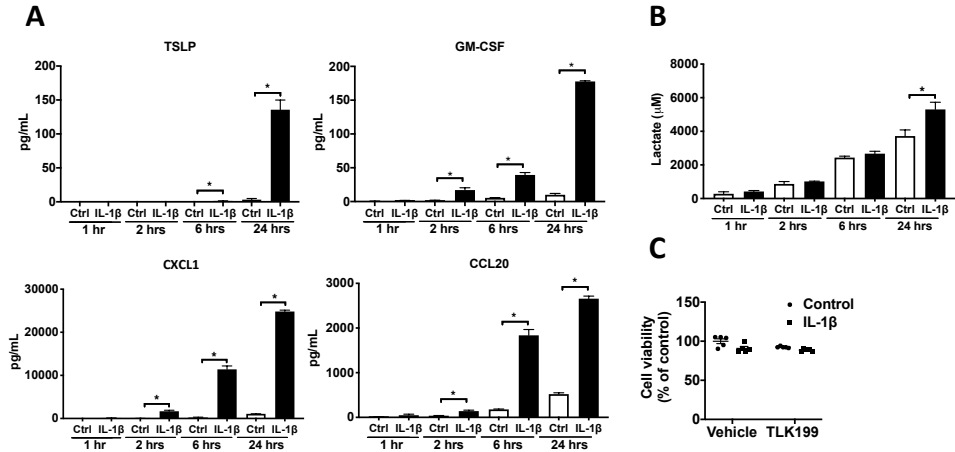 A
TSLP
200
150
100
50
0
pg/mL
*
*
Ctrl IL-1β Ctrl IL-1β Ctrl IL-1β Ctrl IL-1β
1 hr 2 hrs 6 hrs 24 hrs
GM-CSF
200
150
100
50
0
pg/mL
*
*
*
Ctrl IL-1β Ctrl IL-1β Ctrl IL-1β Ctrl IL-1β
1 hr 2 hrs 6 hrs 24 hrs
CXCL1
30000
20000
10000
0
pg/mL
*
*
*
Ctrl IL-1β Ctrl IL-1β Ctrl IL-1β Ctrl IL-1β
1 hr 2 hrs 6 hrs 24 hrs
CCL20
3000
2000
1000
0
pg/mL
*
*
*
Ctrl IL-1β Ctrl IL-1β Ctrl IL-1β Ctrl IL-1β
1 hr 2 hrs 6 hrs 24 hrs
B
8000
6000
4000
2000
0
Lactate (μM)
*
Ctrl IL-1β Ctrl IL-1β Ctrl IL-1β Ctrl IL-1β
1 hr 2 hrs 6 hrs 24 hrs
C
150
100
50
0
Cell viability
(% of control)
Control
IL-1β
Vehicle TLK199